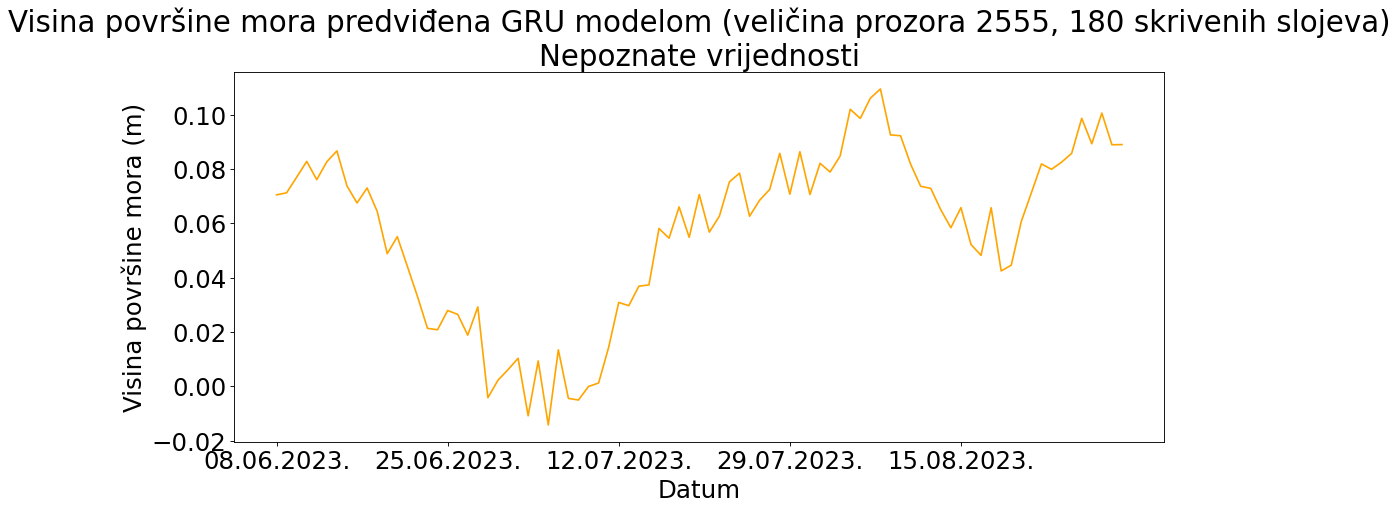 Visina površine mora predviđena GRU modelom (veličina prozora 2555, 180 skrivenih slojeva)
Nepoznate vrijednosti
Visina površine mora (m)
0.10
0.08
0.06
0.04
0.02
0.00
−0.02
08.06.2023. 25.06.2023. 12.07.2023. 29.07.2023. 15.08.2023.
Datum